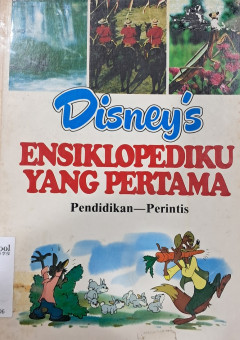 Disney's
ENSIKLOPEDIKU
YANG PERTAMA
Pendidikan—Perintis